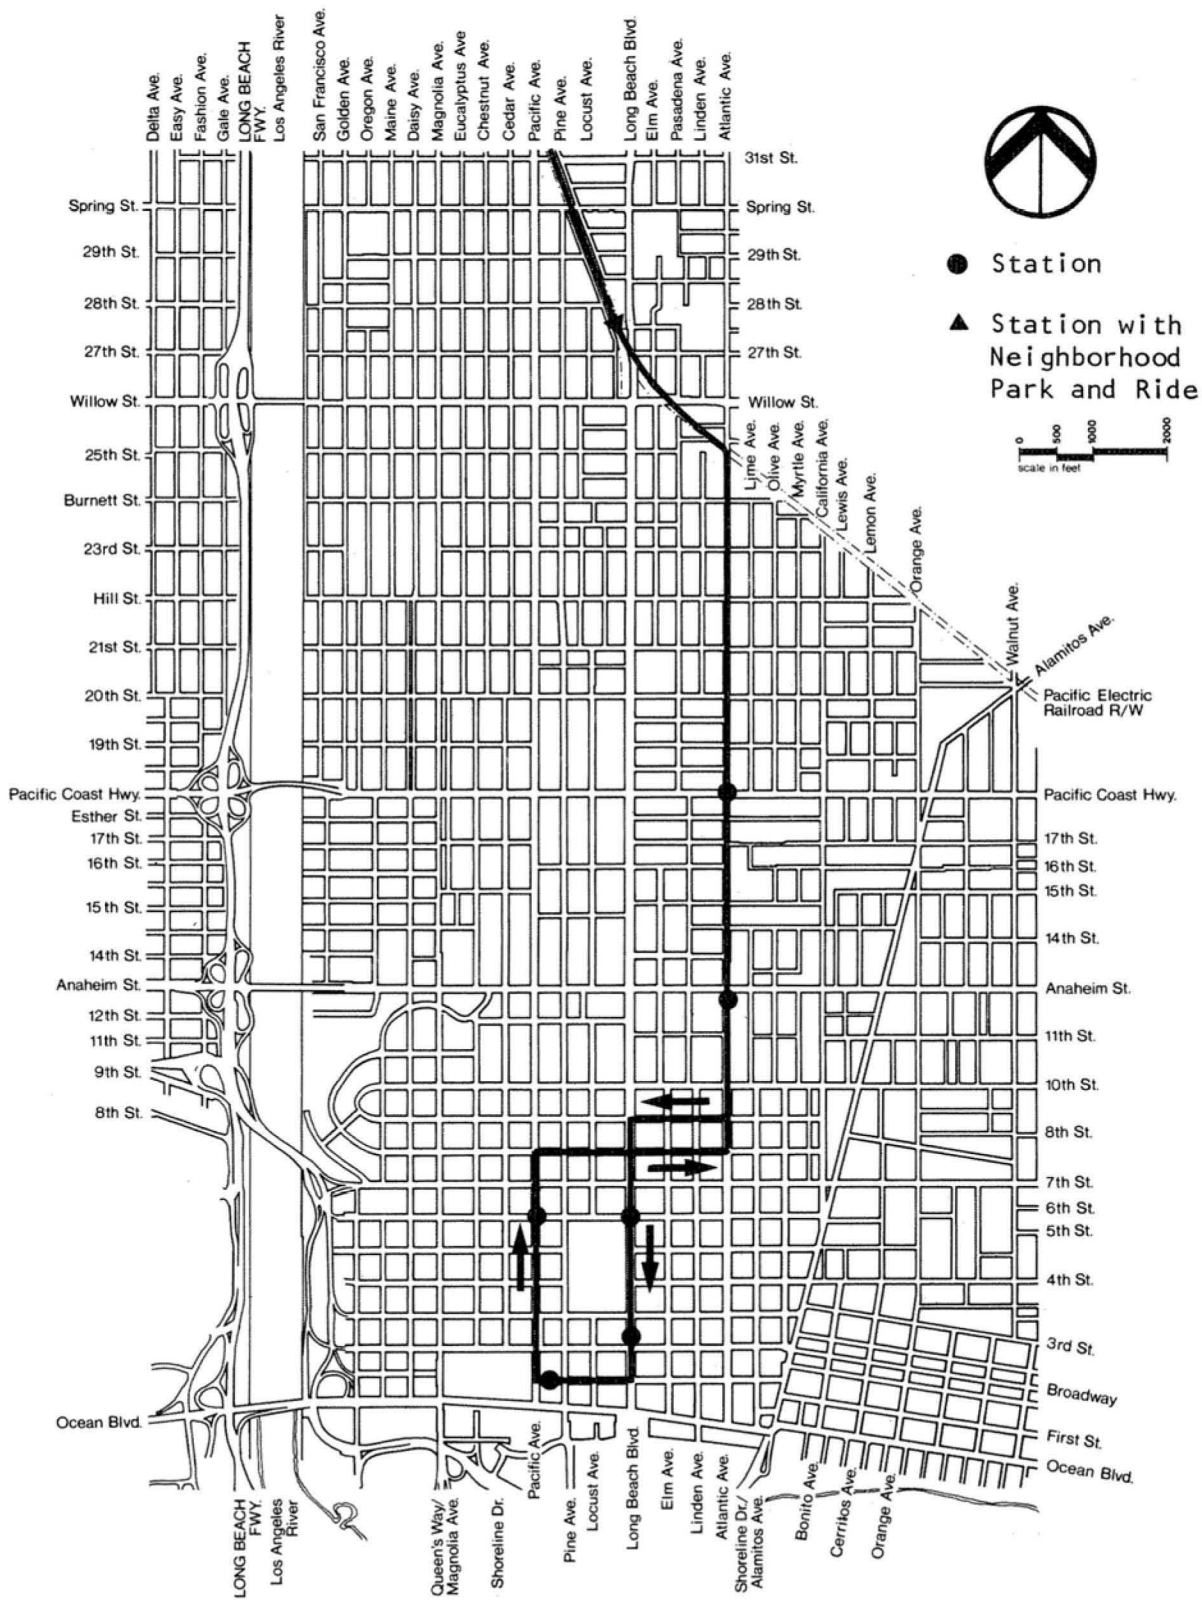 Delta Ave.
Easy Ave.
Fashion Ave.
Gale Ave.
LONG BEACH
FWY.
Los Angeles River
San Francisco Ave.
Golden Ave.
Oregon Ave.
Maine Ave.
Daisy Ave.
Magnolia Ave.
Eucalyptus Ave
Chestnut Ave.
Cedar Ave.
Pacific Ave.
Pine Ave.
Locust Ave.
Long Beach Blvd.
Elm Ave.
Pasadena Ave.
Linden Ave.
Atlantic Ave.
Spring St.
29th St.
28th St.
27th St.
Willow St.
25th St.
Burnett St.
23rd St.
Hill St.
21st St.
20th St.
19th St.
Pacific Coast Hwy.
Esther St.
17th St.
16th St.
15th St.
14th St.
Anaheim St.
12th St.
11th St.
9th St.
8th St.
Ocean Blvd.
31st St.
Spring St.
29th St.
28th St.
27th St.
Willow St.
Lime Ave.
Olive Ave.
Myrtle Ave.
California Ave.
Lewis Ave.
Lemon Ave.
Orange Ave.
Walnut Ave.
Alamitos Ave.
Pacific Electric
Railroad R/W
Pacific Coast Hwy.
17th St.
16th St.
15th St.
14th St.
Anaheim St.
11th St.
10th St.
8th St.
7th St.
6th St.
5th St.
4th St.
3rd St.
Broadway
First St.
Ocean Blvd.
Station
Station with
Neighborhood
Park and Ride
0
500
1000
2000
scale in feet
LONG BEACH
FWY.
Los Angeles
River
Queen's Way/
Magnolia Ave.
Shoreline Dr.
Pacific Ave.
Pine Ave.
Locust Ave.
Long Beach Blvd.
Elm Ave.
Linden Ave.
Atlantic Ave.
Shoreline Dr./
Alamitos Ave.
Bonito Ave.
Cerritos Ave.
Orange Ave.